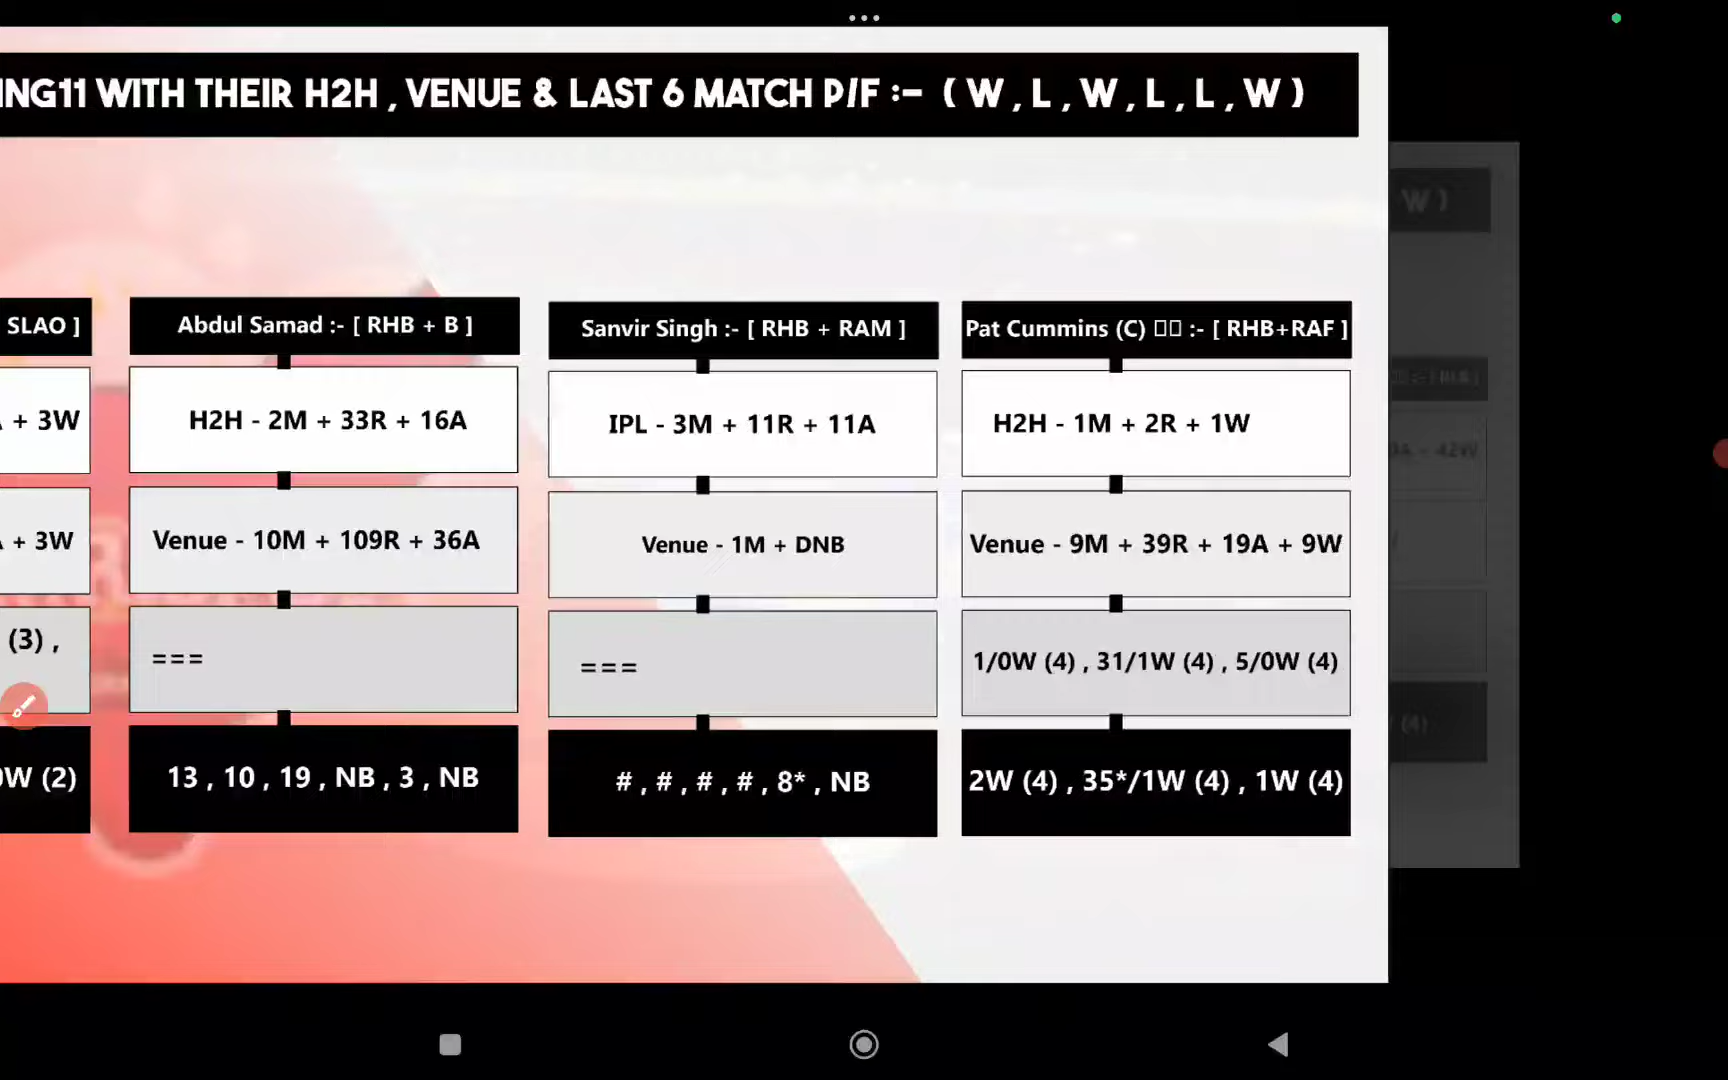 ING11 WITH THEIR H2H , VENUE & LAST 6 MATCH P/F :- ( W , L , W , L , L , W )
W )
SLAO ]
Abdul Samad :- [ RHB + B ]
Sanvir Singh :- [ RHB + RAM ]
Pat Cummins (C) :- [ RHB+RAF ]
+ 3W
H2H - 2M + 33R + 16A
IPL - 3M + 11R + 11A
H2H - 1M + 2R + 1W
- 42W
+ 3W
Venue - 10M + 109R + 36A
Venue - 1M + DNB
Venue - 9M + 39R + 19A + 9W
(3) ,
===
===
1/0W (4) , 31/1W (4) , 5/0W (4)
W (2)
13 , 10 , 19 , NB , 3 , NB
# , # , # , # , 8* , NB
2W (4) , 35*/1W (4) , 1W (4)
(4)